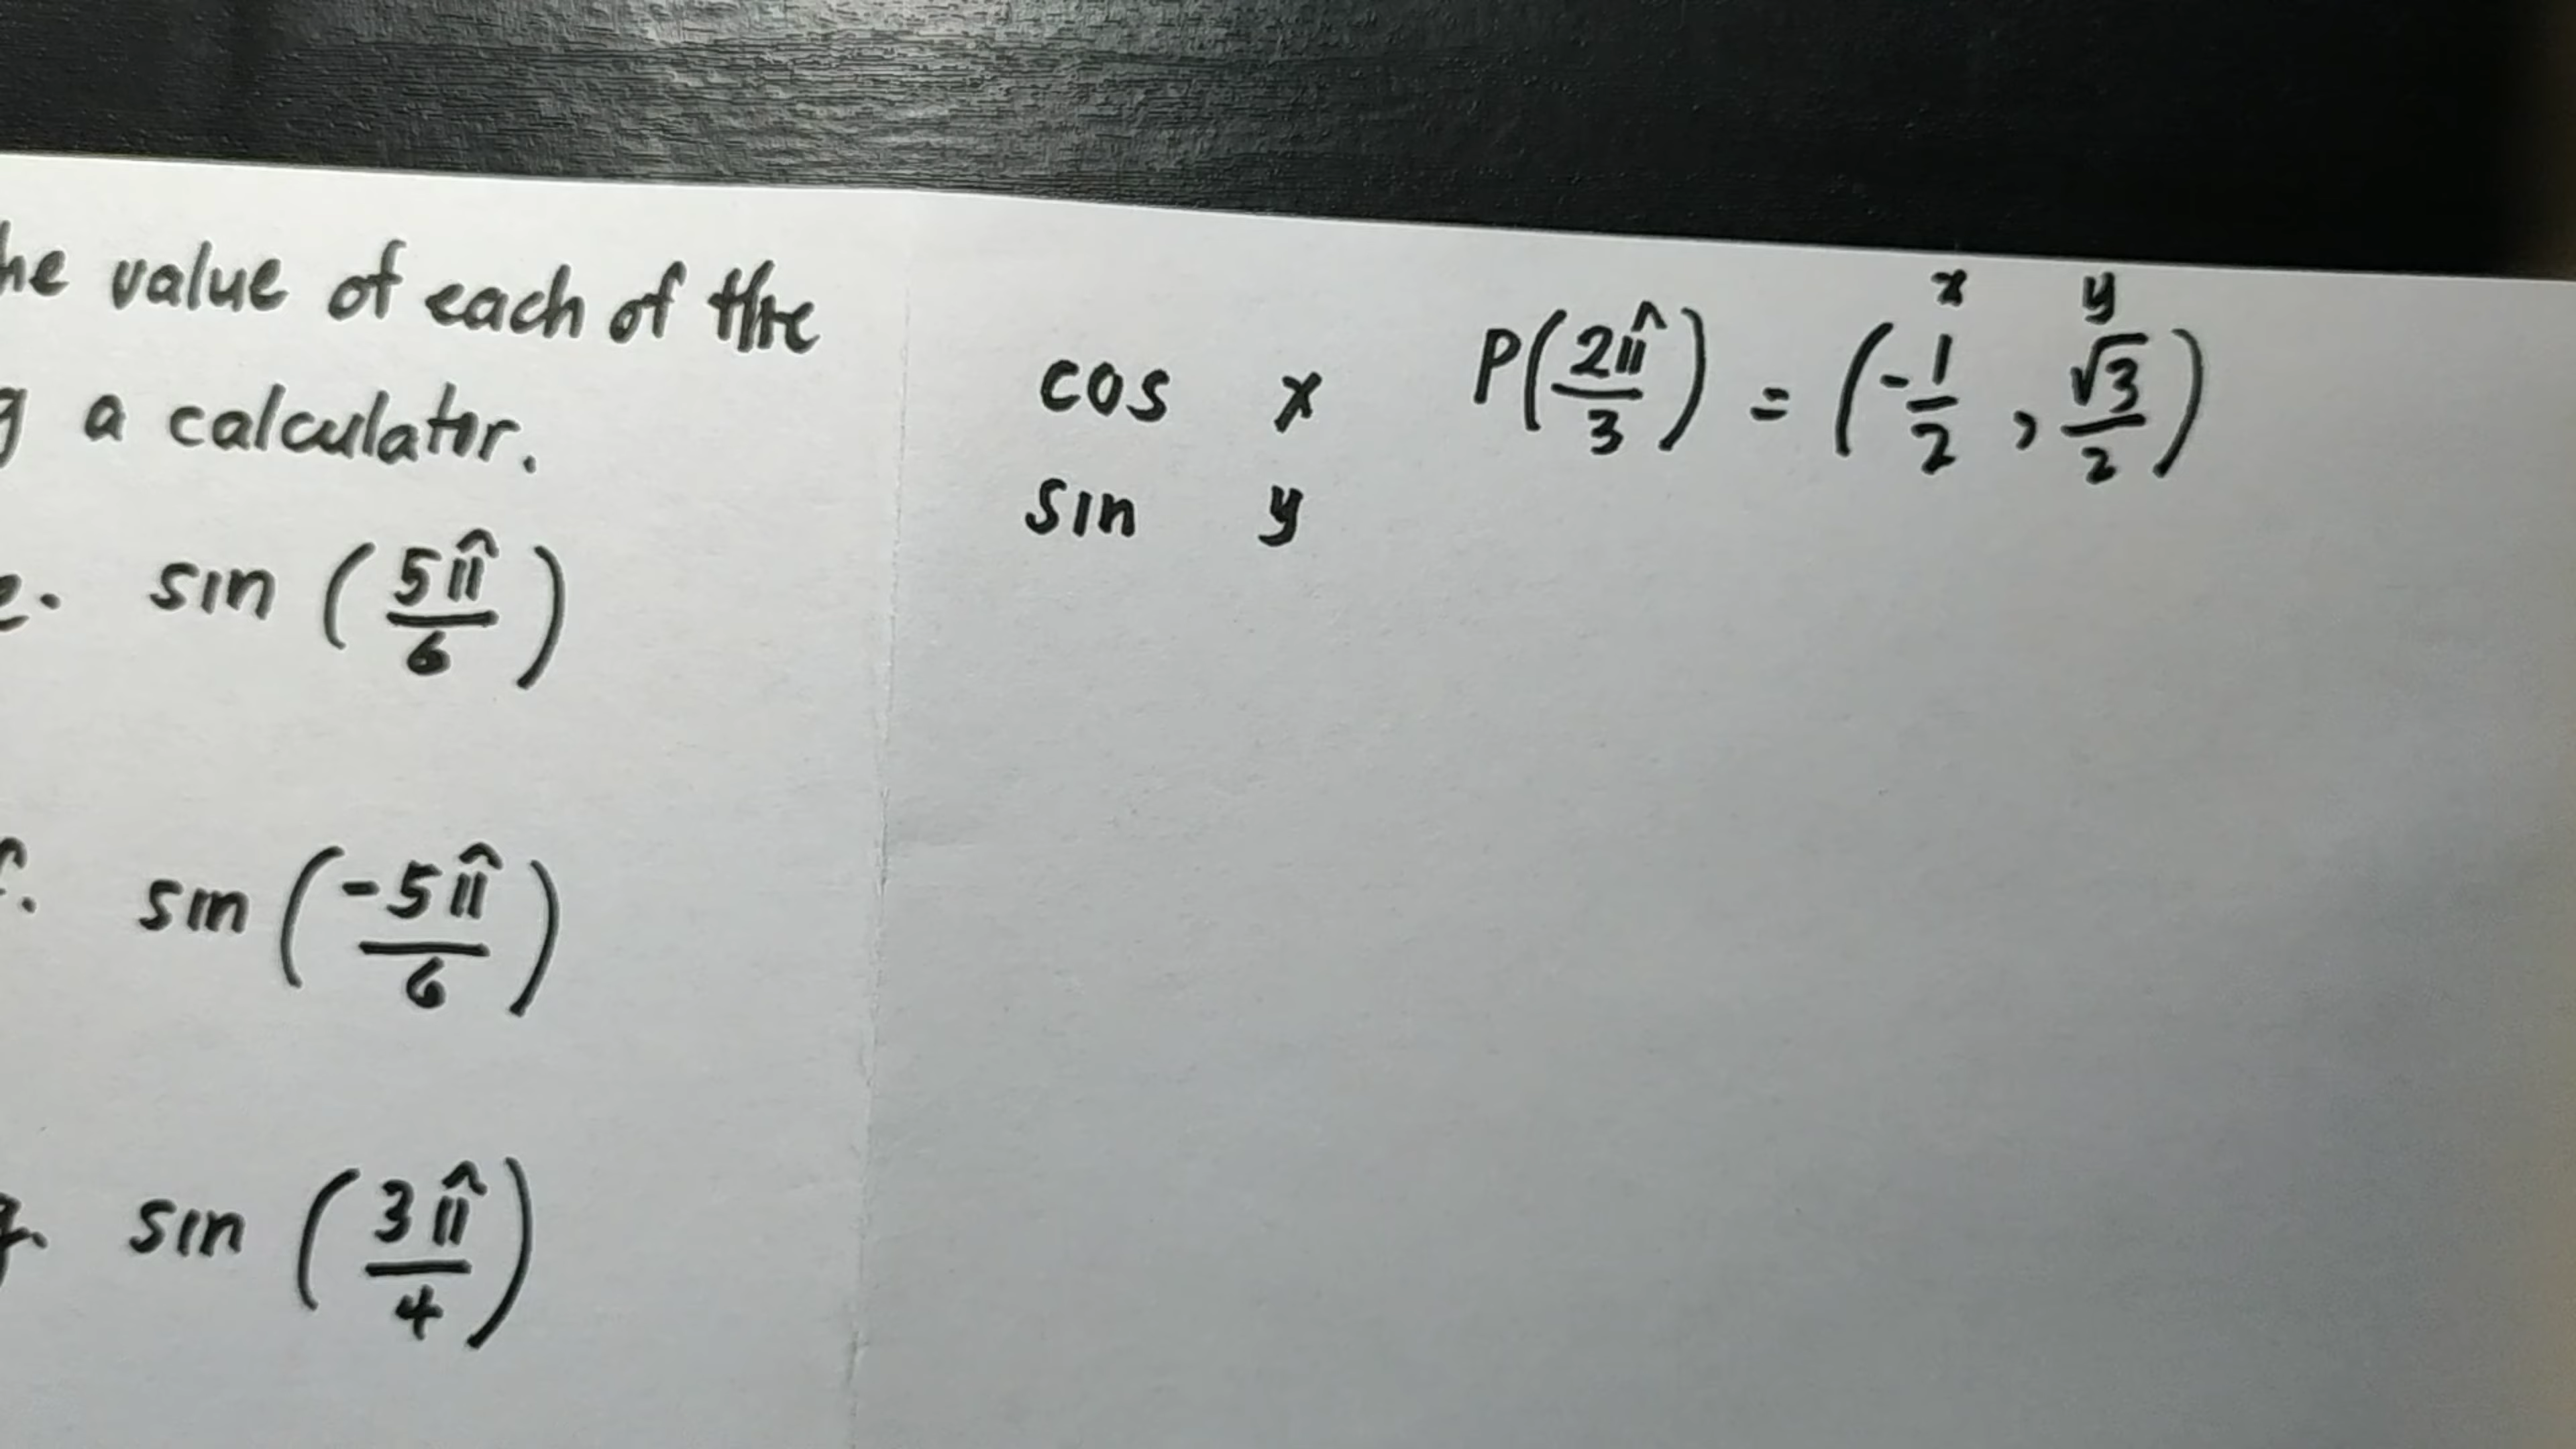 he value of each of the
g a calculator.
e. sin (5π/6)
f. sin (-5π/6)
g. sin (3π/4)
x y
cos x P(2π/3) = (-1/2, √3/2)
sin y